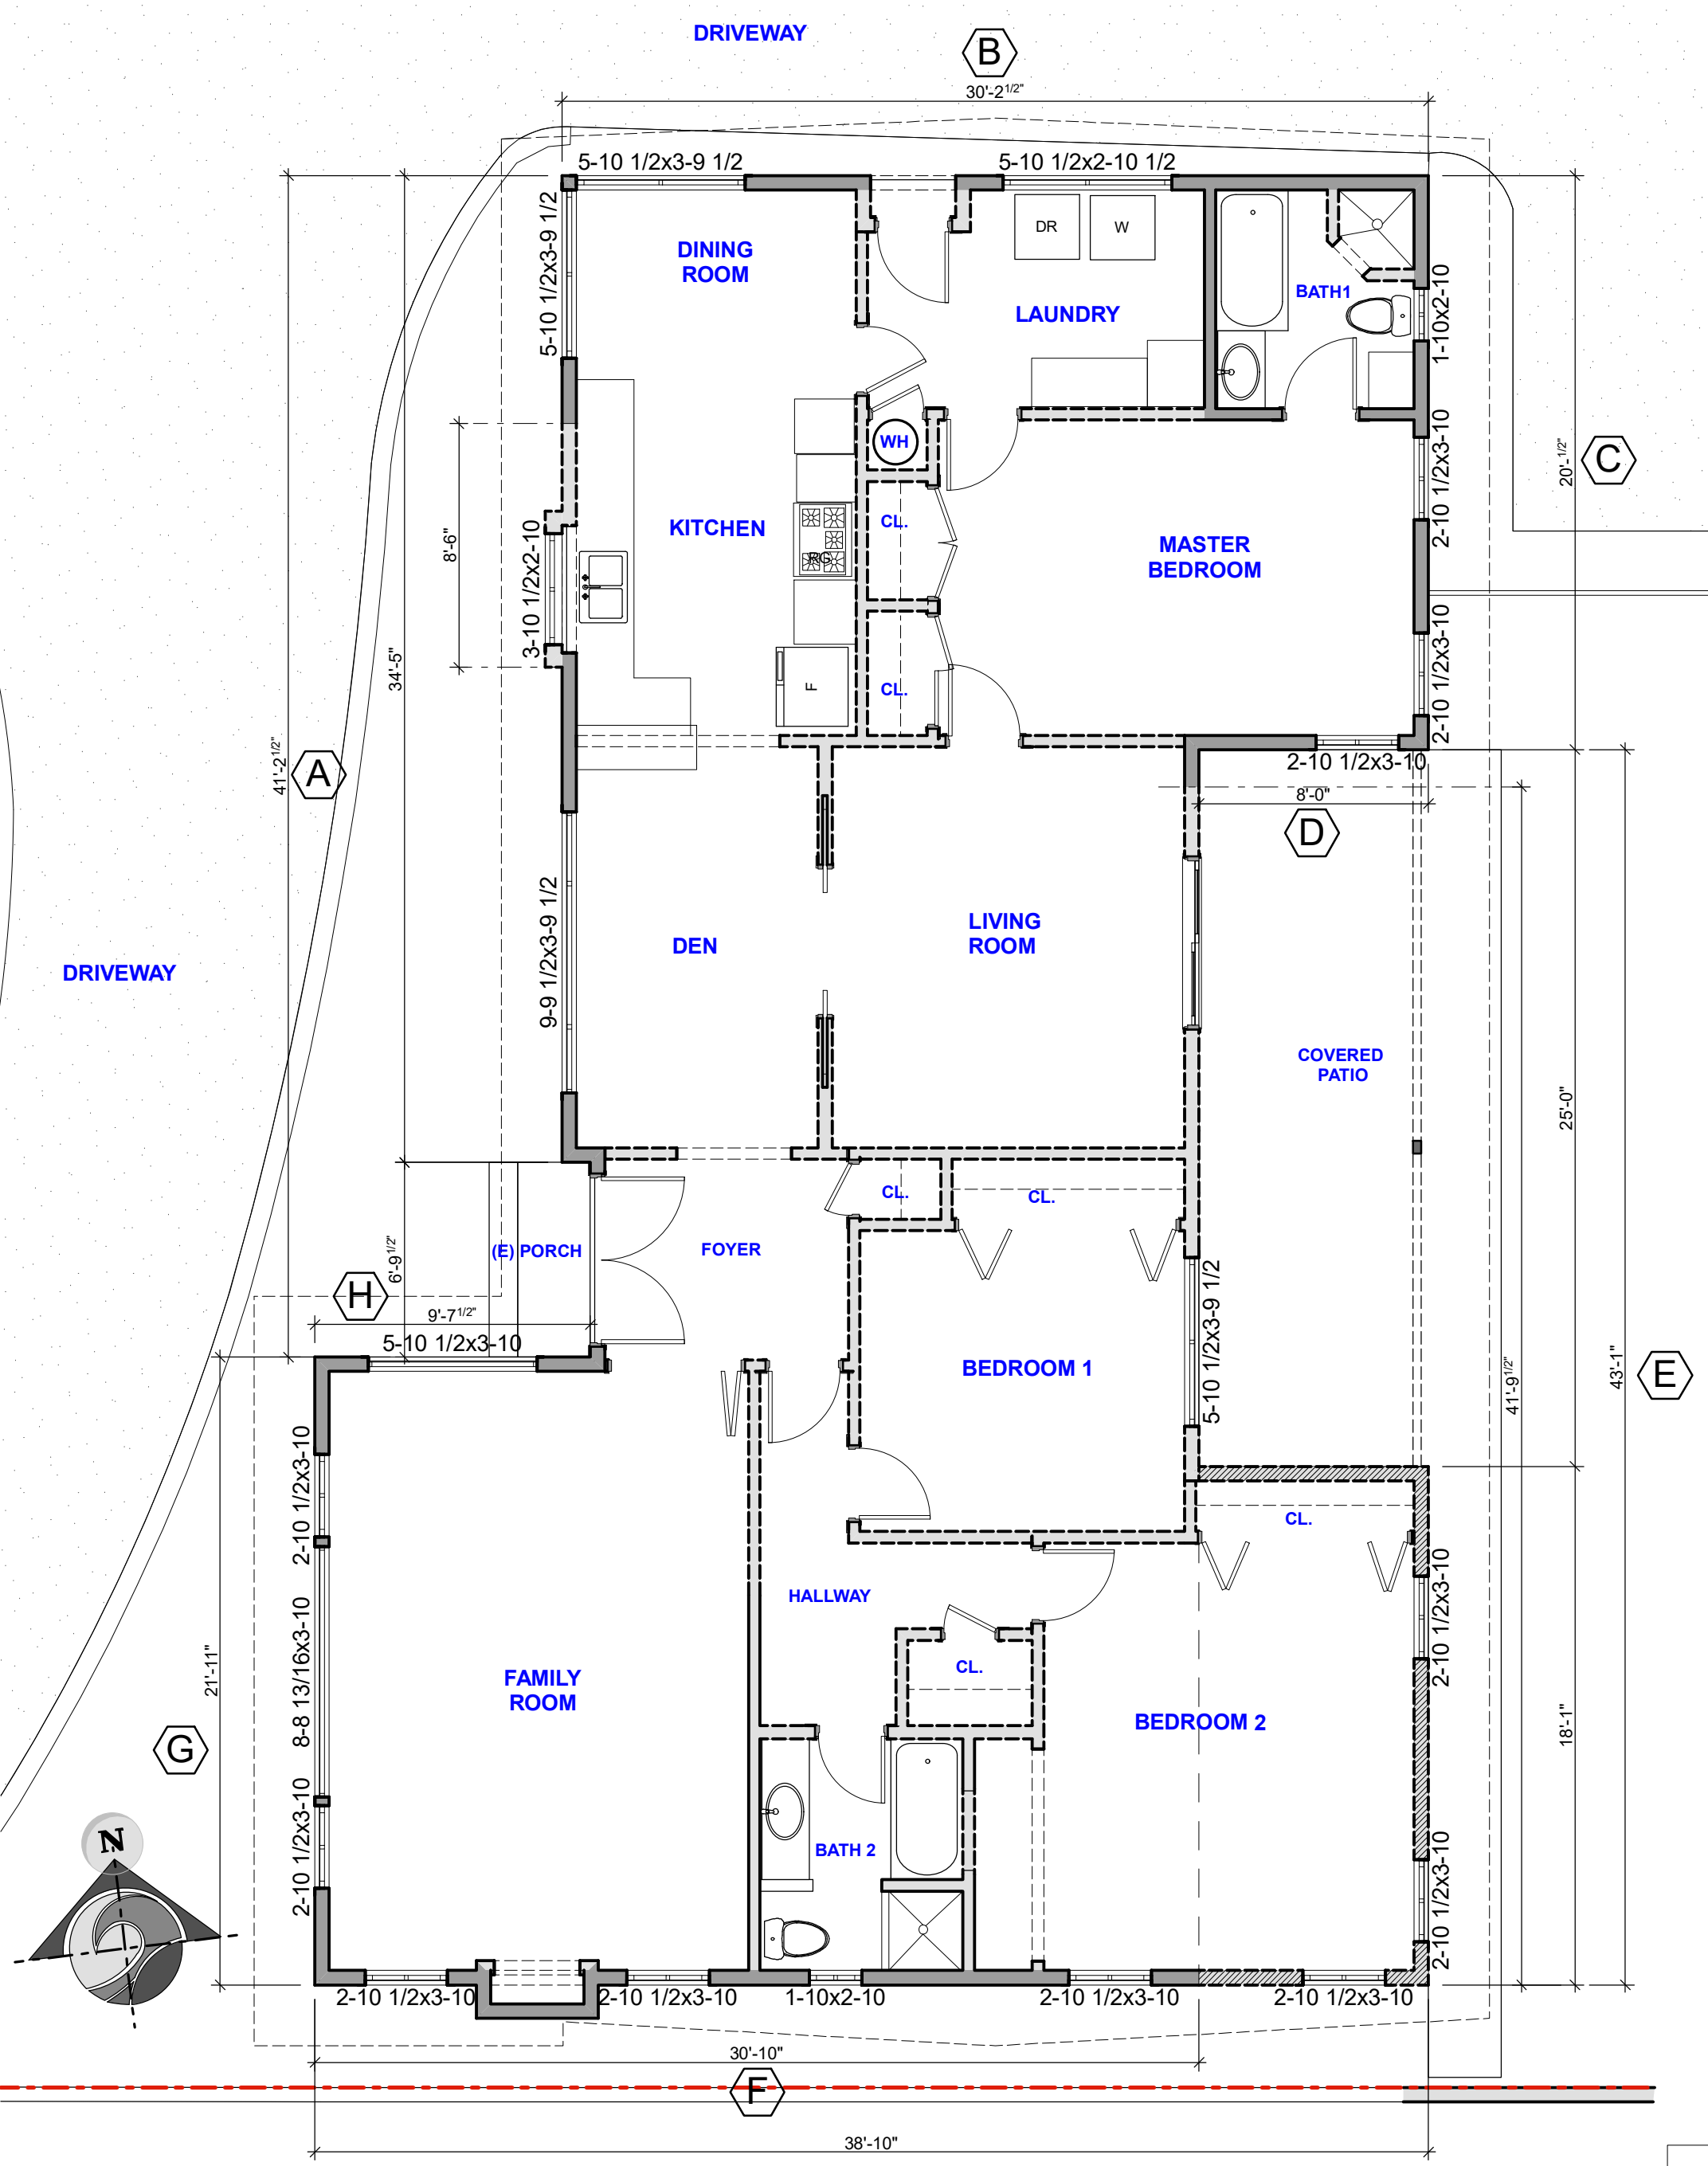 DRIVEWAY
B
30'-2 1/2"
5-10 1/2x3-9 1/2
5-10 1/2x2-10 1/2
5-10 1/2x3-9 1/2
DINING
ROOM
DR
W
LAUNDRY
BATH1
1-10x2-10
WH
2-10 1/2x3-10
20'- 1/2"
C
8'-6"
3-10 1/2x2-10
KITCHEN
RG
CL.
MASTER
BEDROOM
34'-5"
F
CL.
2-10 1/2x3-10
41'-2 1/2"
A
2-10 1/2x3-10
8'-0"
D
9-9 1/2x3-9 1/2
DEN
LIVING
ROOM
DRIVEWAY
COVERED
PATIO
25'-0"
CL.
CL.
(E) PORCH
FOYER
6'-9 1/2"
H
9'-7 1/2"
5-10 1/2x3-10
5-10 1/2x3-9 1/2
BEDROOM 1
41'-9 1/2"
43'-1"
E
2-10 1/2x3-10
CL.
HALLWAY
2-10 1/2x3-10
21'-11"
8-8 13/16x3-10
FAMILY
ROOM
CL.
BEDROOM 2
18'-1"
G
2-10 1/2x3-10
BATH 2
2-10 1/2x3-10
N
2-10 1/2x3-10
2-10 1/2x3-10
1-10x2-10
2-10 1/2x3-10
2-10 1/2x3-10
30'-10"
F
38'-10"